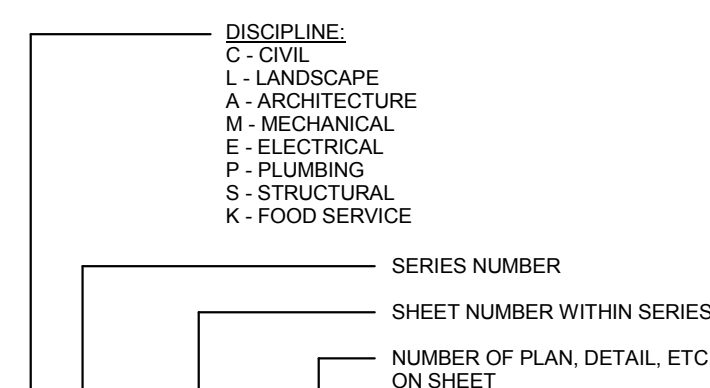 DISCIPLINE:
C - CIVIL
L - LANDSCAPE
A - ARCHITECTURE
M - MECHANICAL
E - ELECTRICAL
P - PLUMBING
S - STRUCTURAL
K - FOOD SERVICE
SERIES NUMBER
SHEET NUMBER WITHIN SERIES
NUMBER OF PLAN, DETAIL, ETC.
ON SHEET